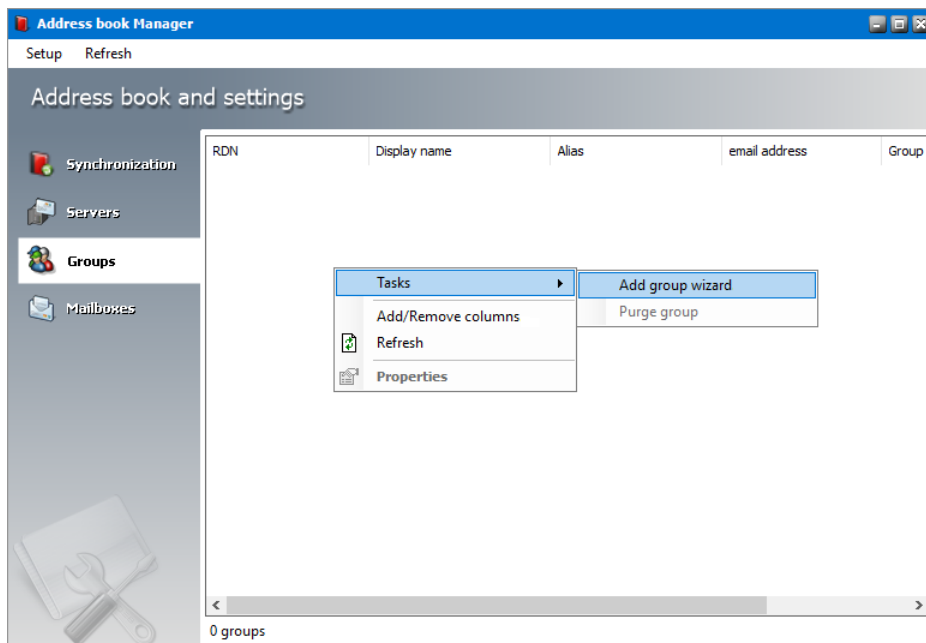 Address book Manager
Setup Refresh
Address book and settings
Synchronization
Servers
Groups
Mailboxes
RDN Display name Alias email address Group
Tasks
Add/Remove columns
Refresh
Properties
Add group wizard
Purge group
0 groups